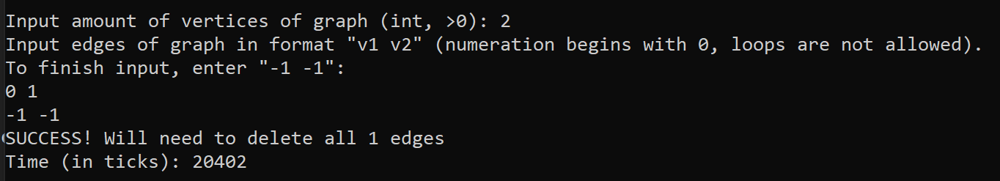 Input amount of vertices of graph (int, >0): 2
Input edges of graph in format "v1 v2" (numeration begins with 0, loops are not allowed).
To finish input, enter "-1 -1":
0 1
-1 -1
SUCCESS! Will need to delete all 1 edges
Time (in ticks): 20402